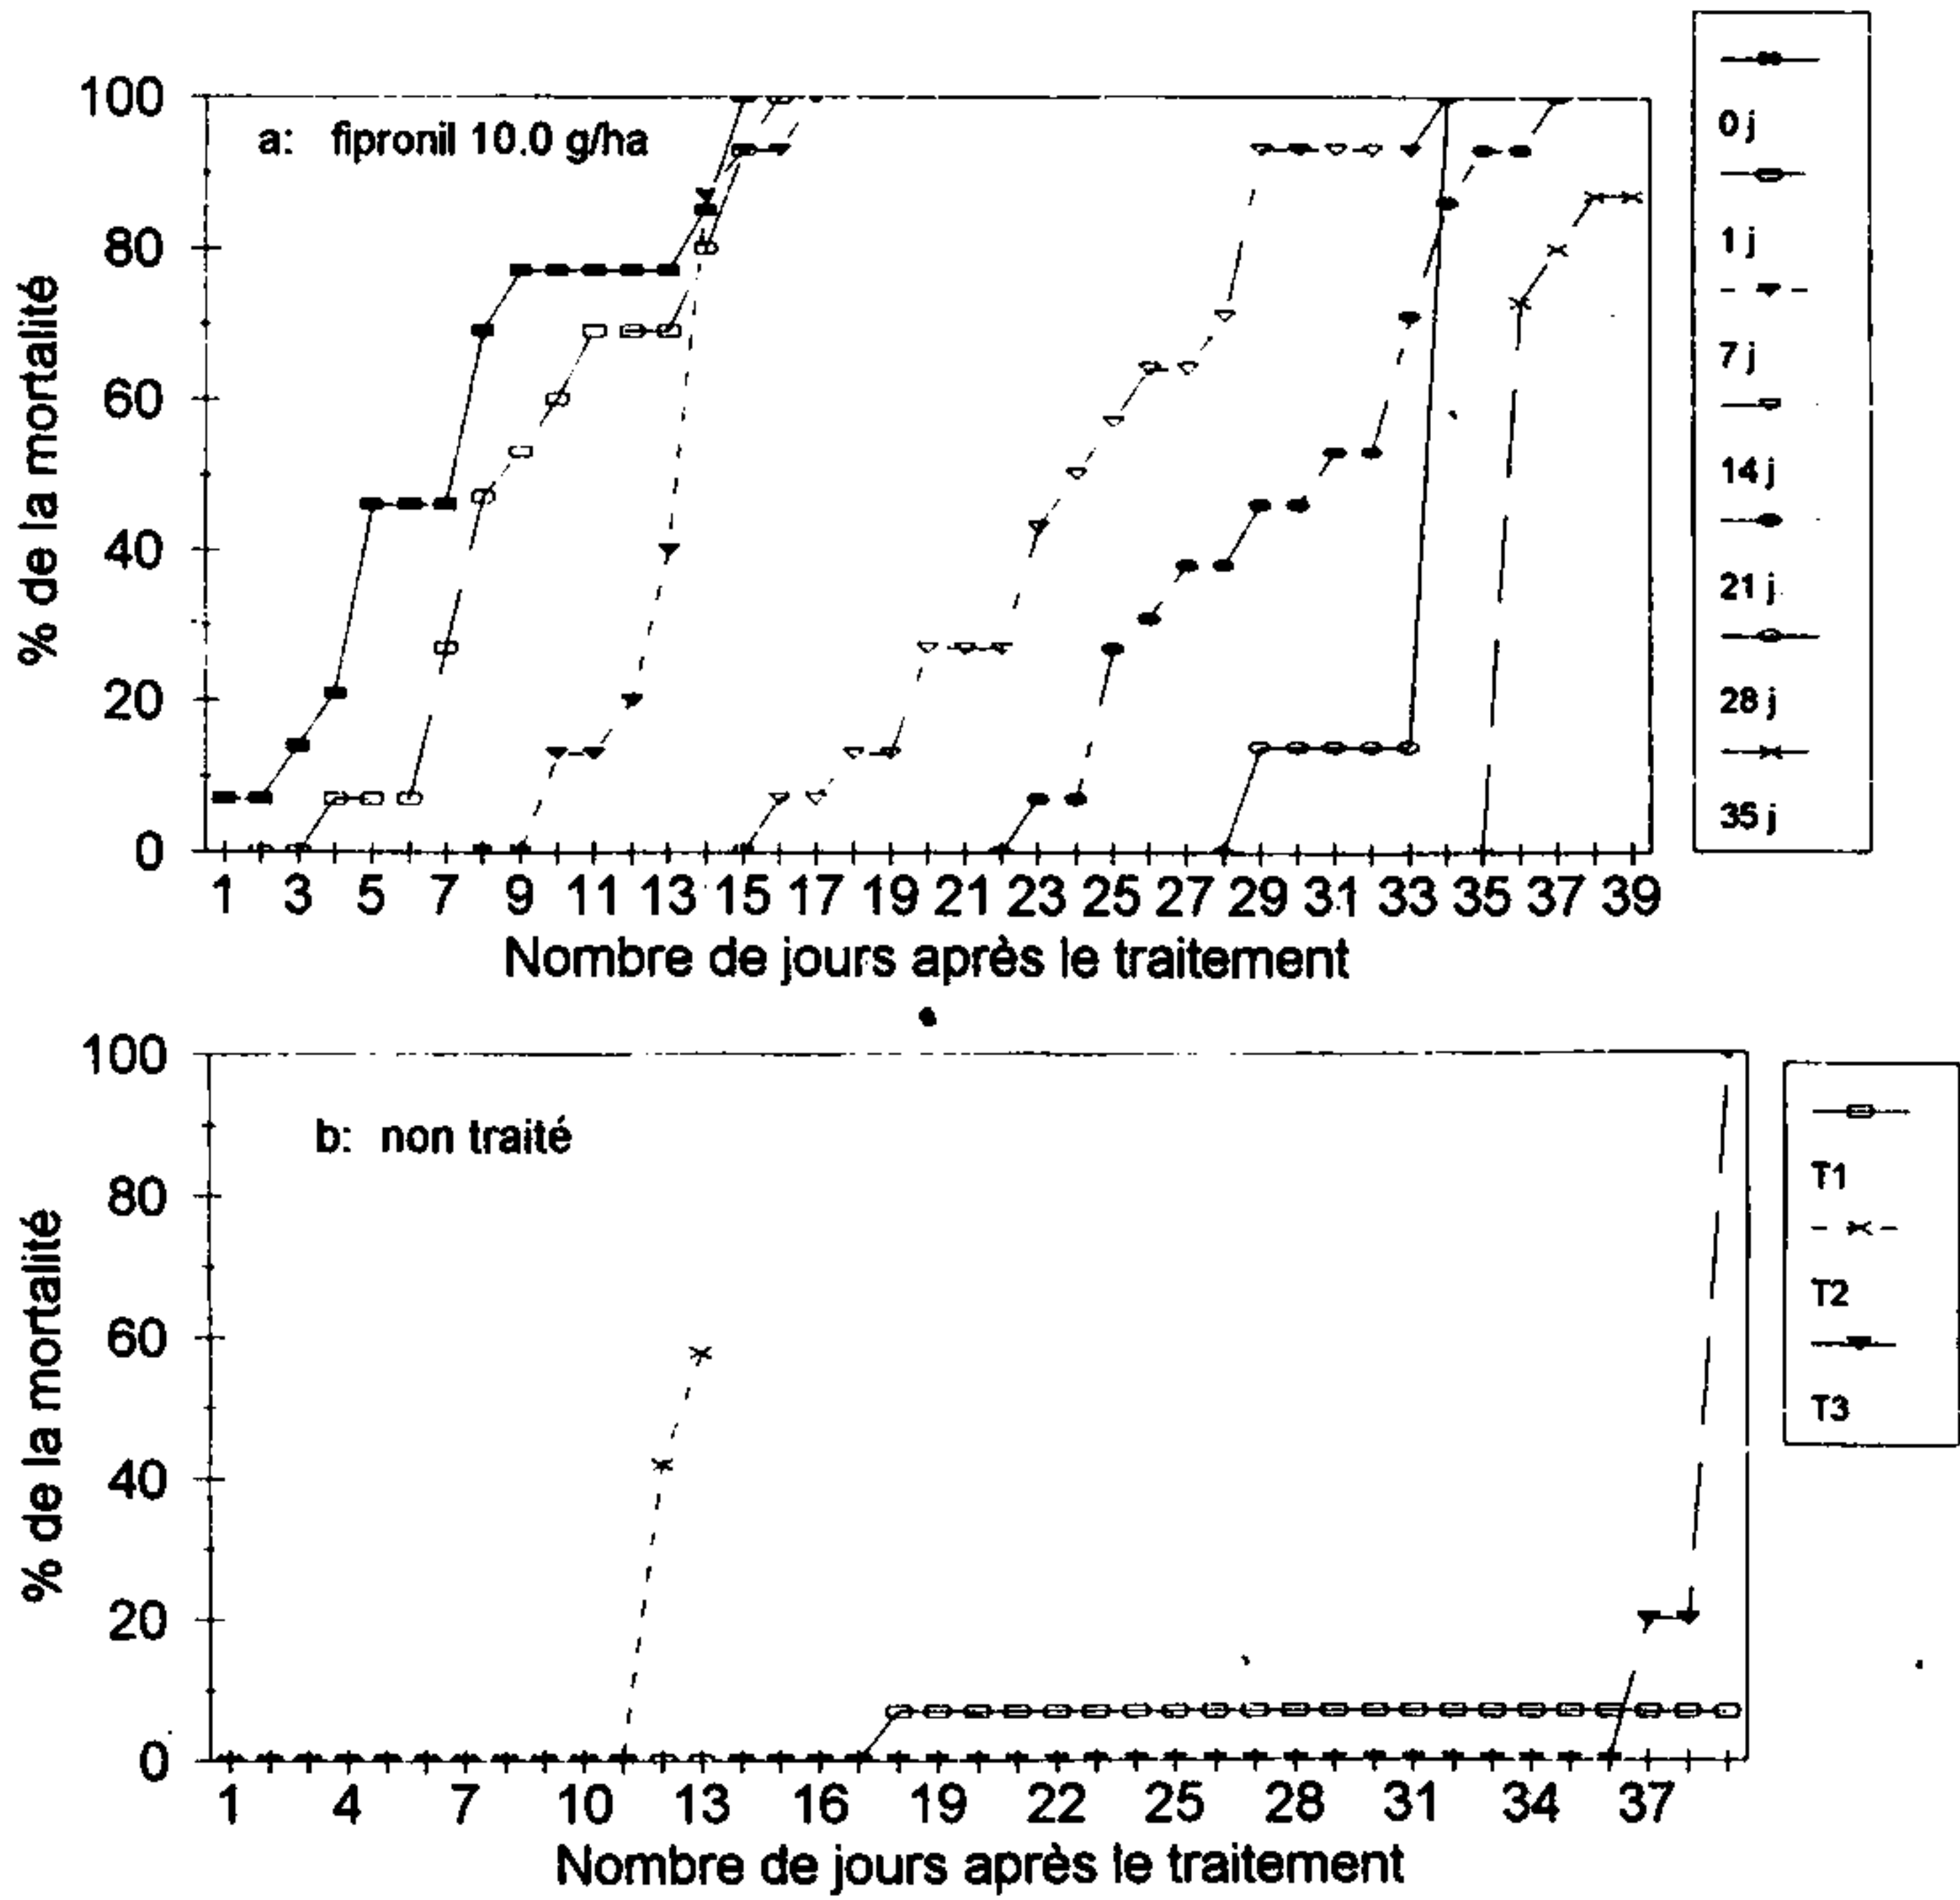 100
80
60
40
20
0
% de la mortalité
a: fipronil 10.0 g/ha
1 3 5 7 9 11 13 15 17 19 21 23 25 27 29 31 33 35 37 39
Nombre de jours après le traitement
0 j
1 j
7 j
14 j
21 j
28 j
35 j
100
80
60
40
20
0
% de la mortalité
b: non traité
1 4 7 10 13 16 19 22 25 28 31 34 37
Nombre de jours après le traitement
T1
T2
T3